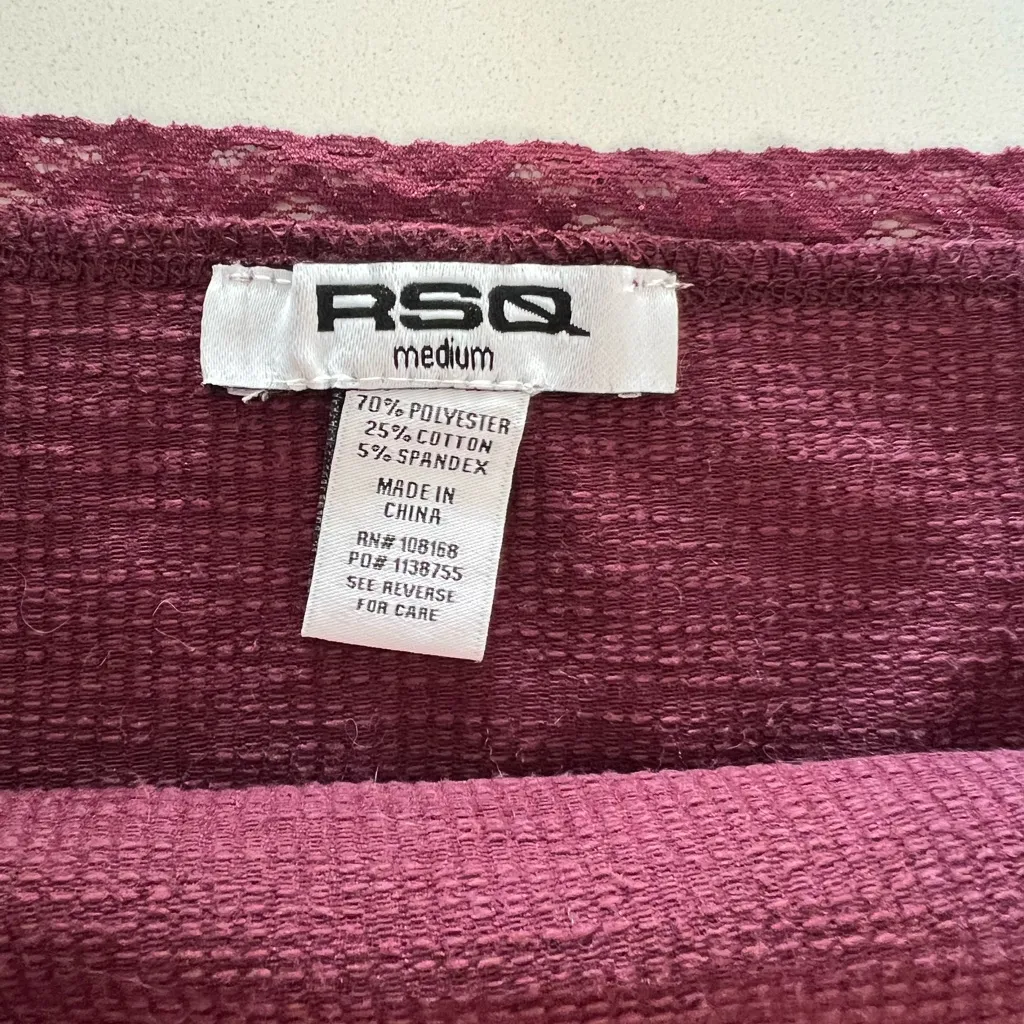 RSQ
medium
70% POLYESTER
25% COTTON
5% SPANDEX
MADE IN
CHINA
RN# 108168
PO# 1138755
SEE REVERSE
FOR CARE